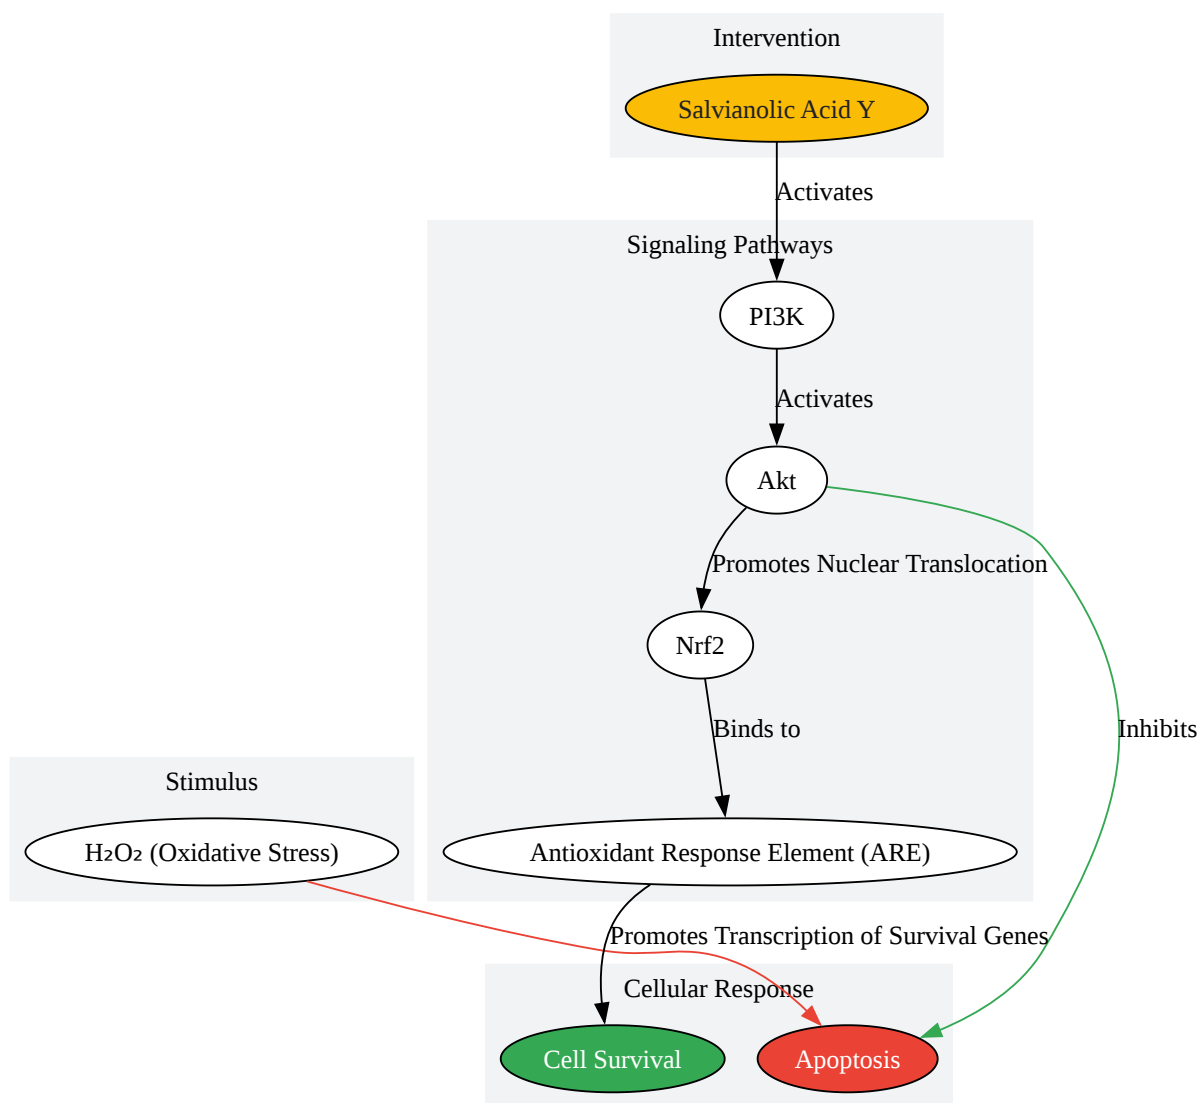 Intervention
Salvianolic Acid Y
Activates
Signaling Pathways
PI3K
Activates
Akt
Promotes Nuclear Translocation
Nrf2
Binds to
Inhibits
Stimulus
H₂O₂ (Oxidative Stress)
Antioxidant Response Element (ARE)
Promotes Transcription of Survival Genes
Cellular Response
Cell Survival
Apoptosis